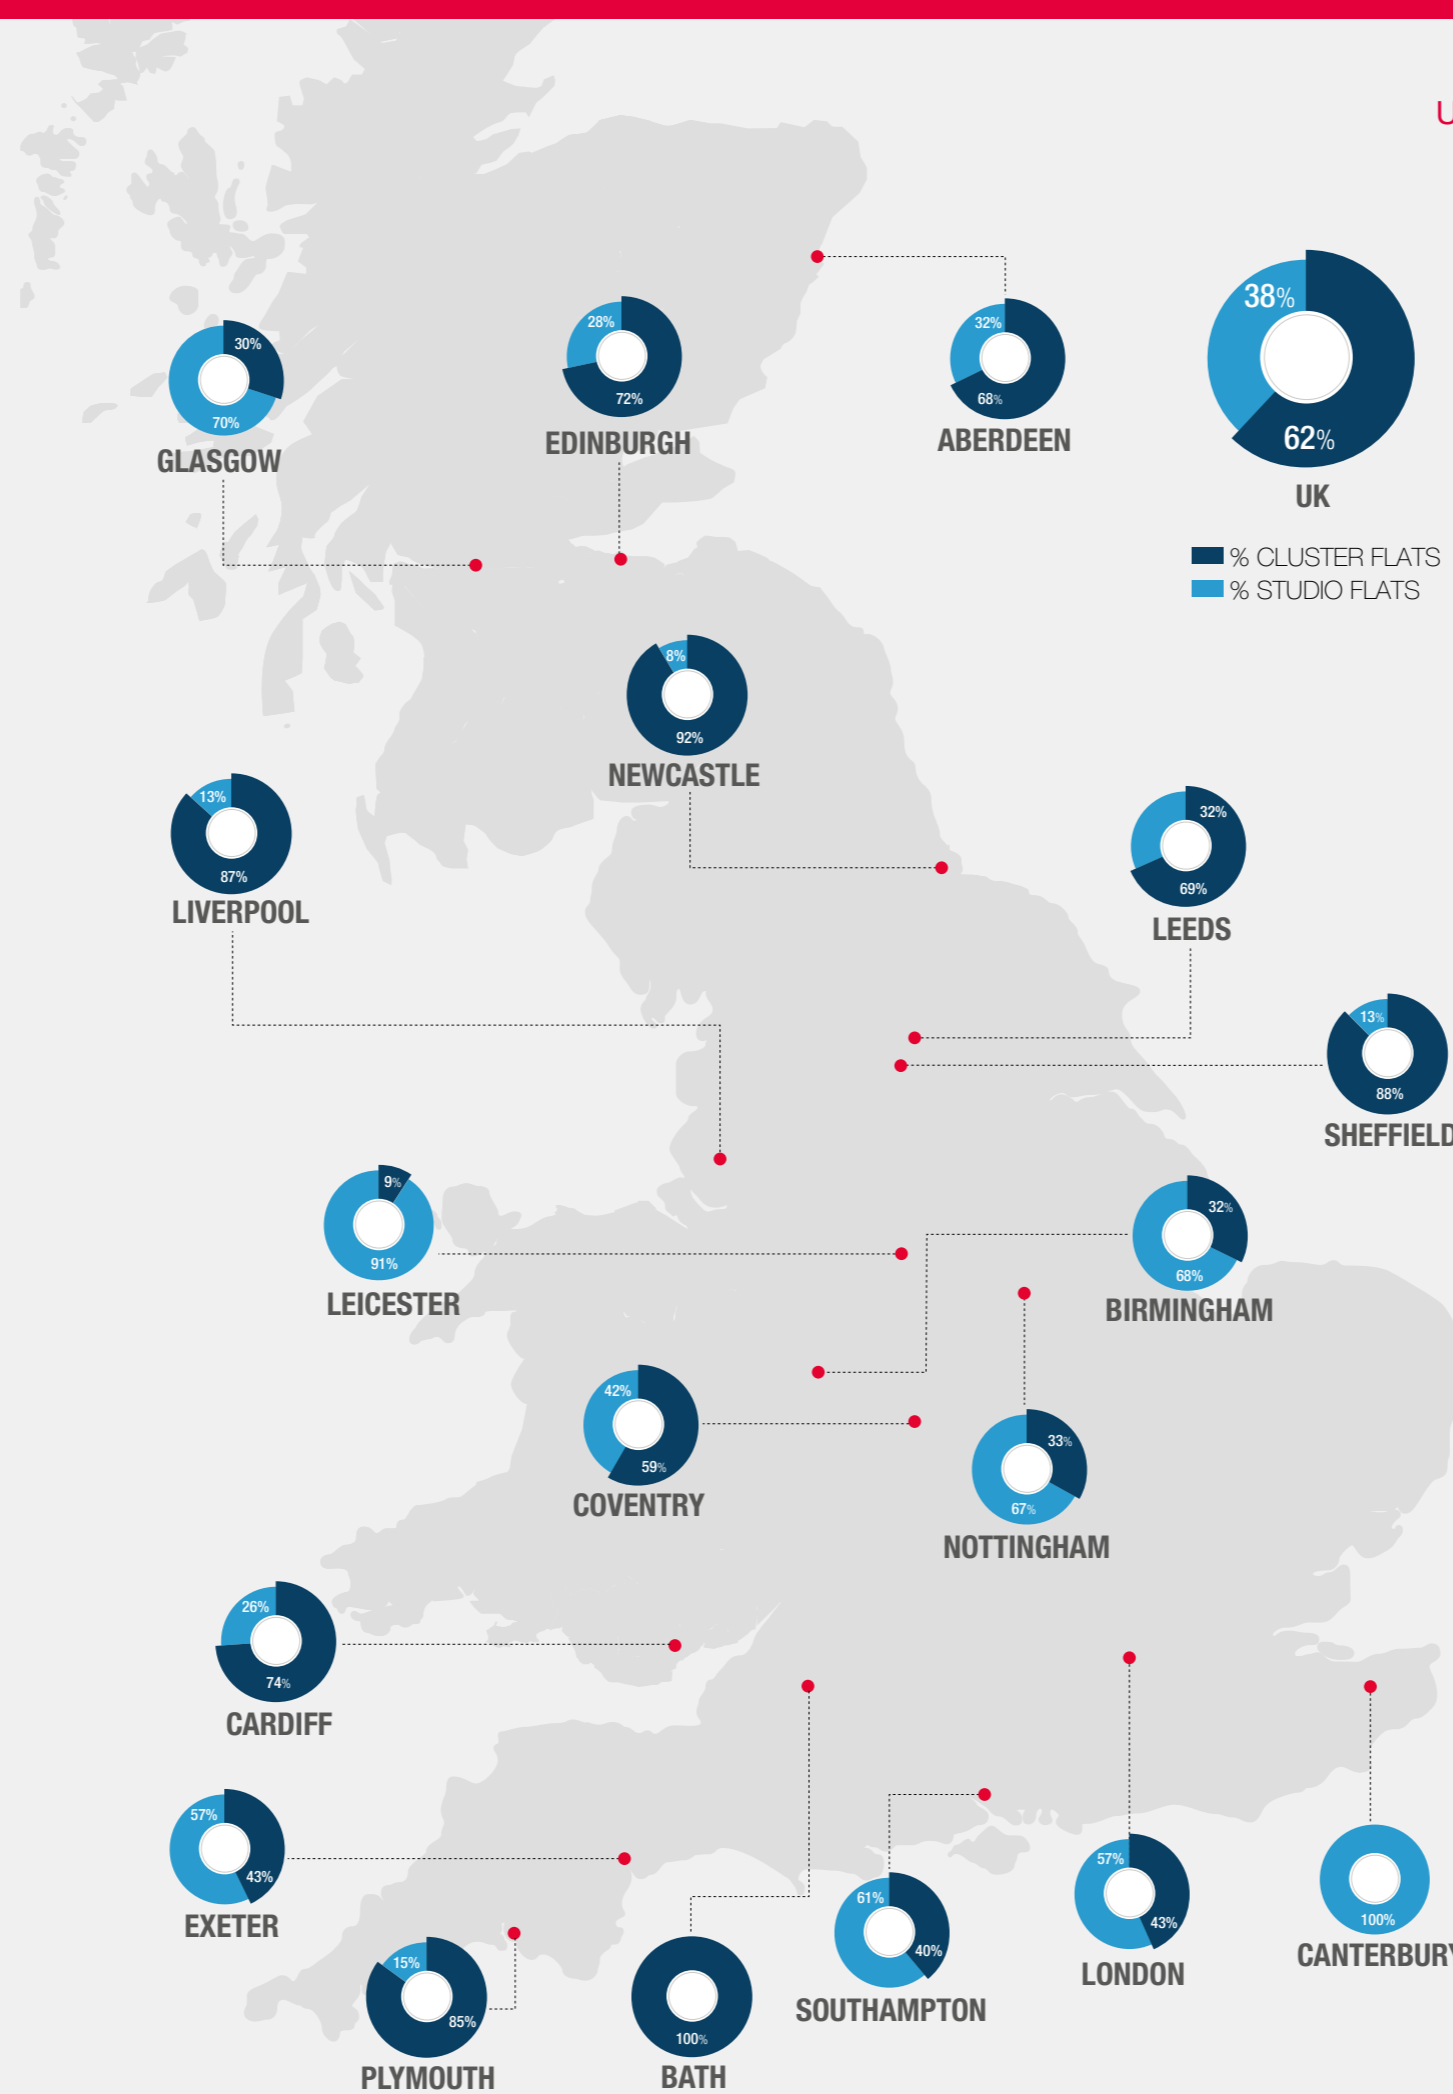 U
38%
62%
UK
% CLUSTER FLATS
% STUDIO FLATS
32%
68%
ABERDEEN
28%
72%
EDINBURGH
30%
70%
GLASGOW
8%
92%
NEWCASTLE
13%
87%
LIVERPOOL
32%
69%
LEEDS
13%
88%
SHEFFIELD
9%
91%
LEICESTER
32%
68%
BIRMINGHAM
42%
59%
COVENTRY
33%
67%
NOTTINGHAM
26%
74%
CARDIFF
57%
43%
EXETER
15%
85%
PLYMOUTH
100%
BATH
61%
40%
SOUTHAMPTON
57%
43%
LONDON
100%
CANTERBURY